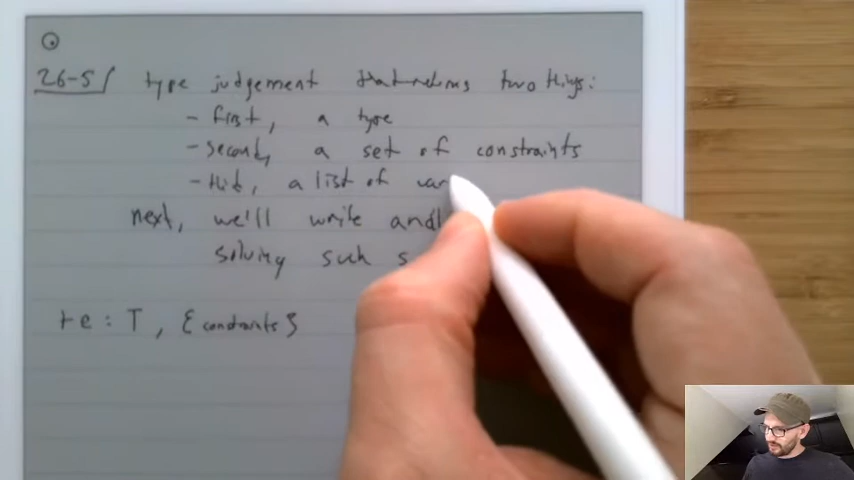 26-5/ type judgement that returns two things:
- first, a type
- second, a set of constraints
- third, a list of var
next, we'll write and
solving such s
⊢ e : T , {constraints}